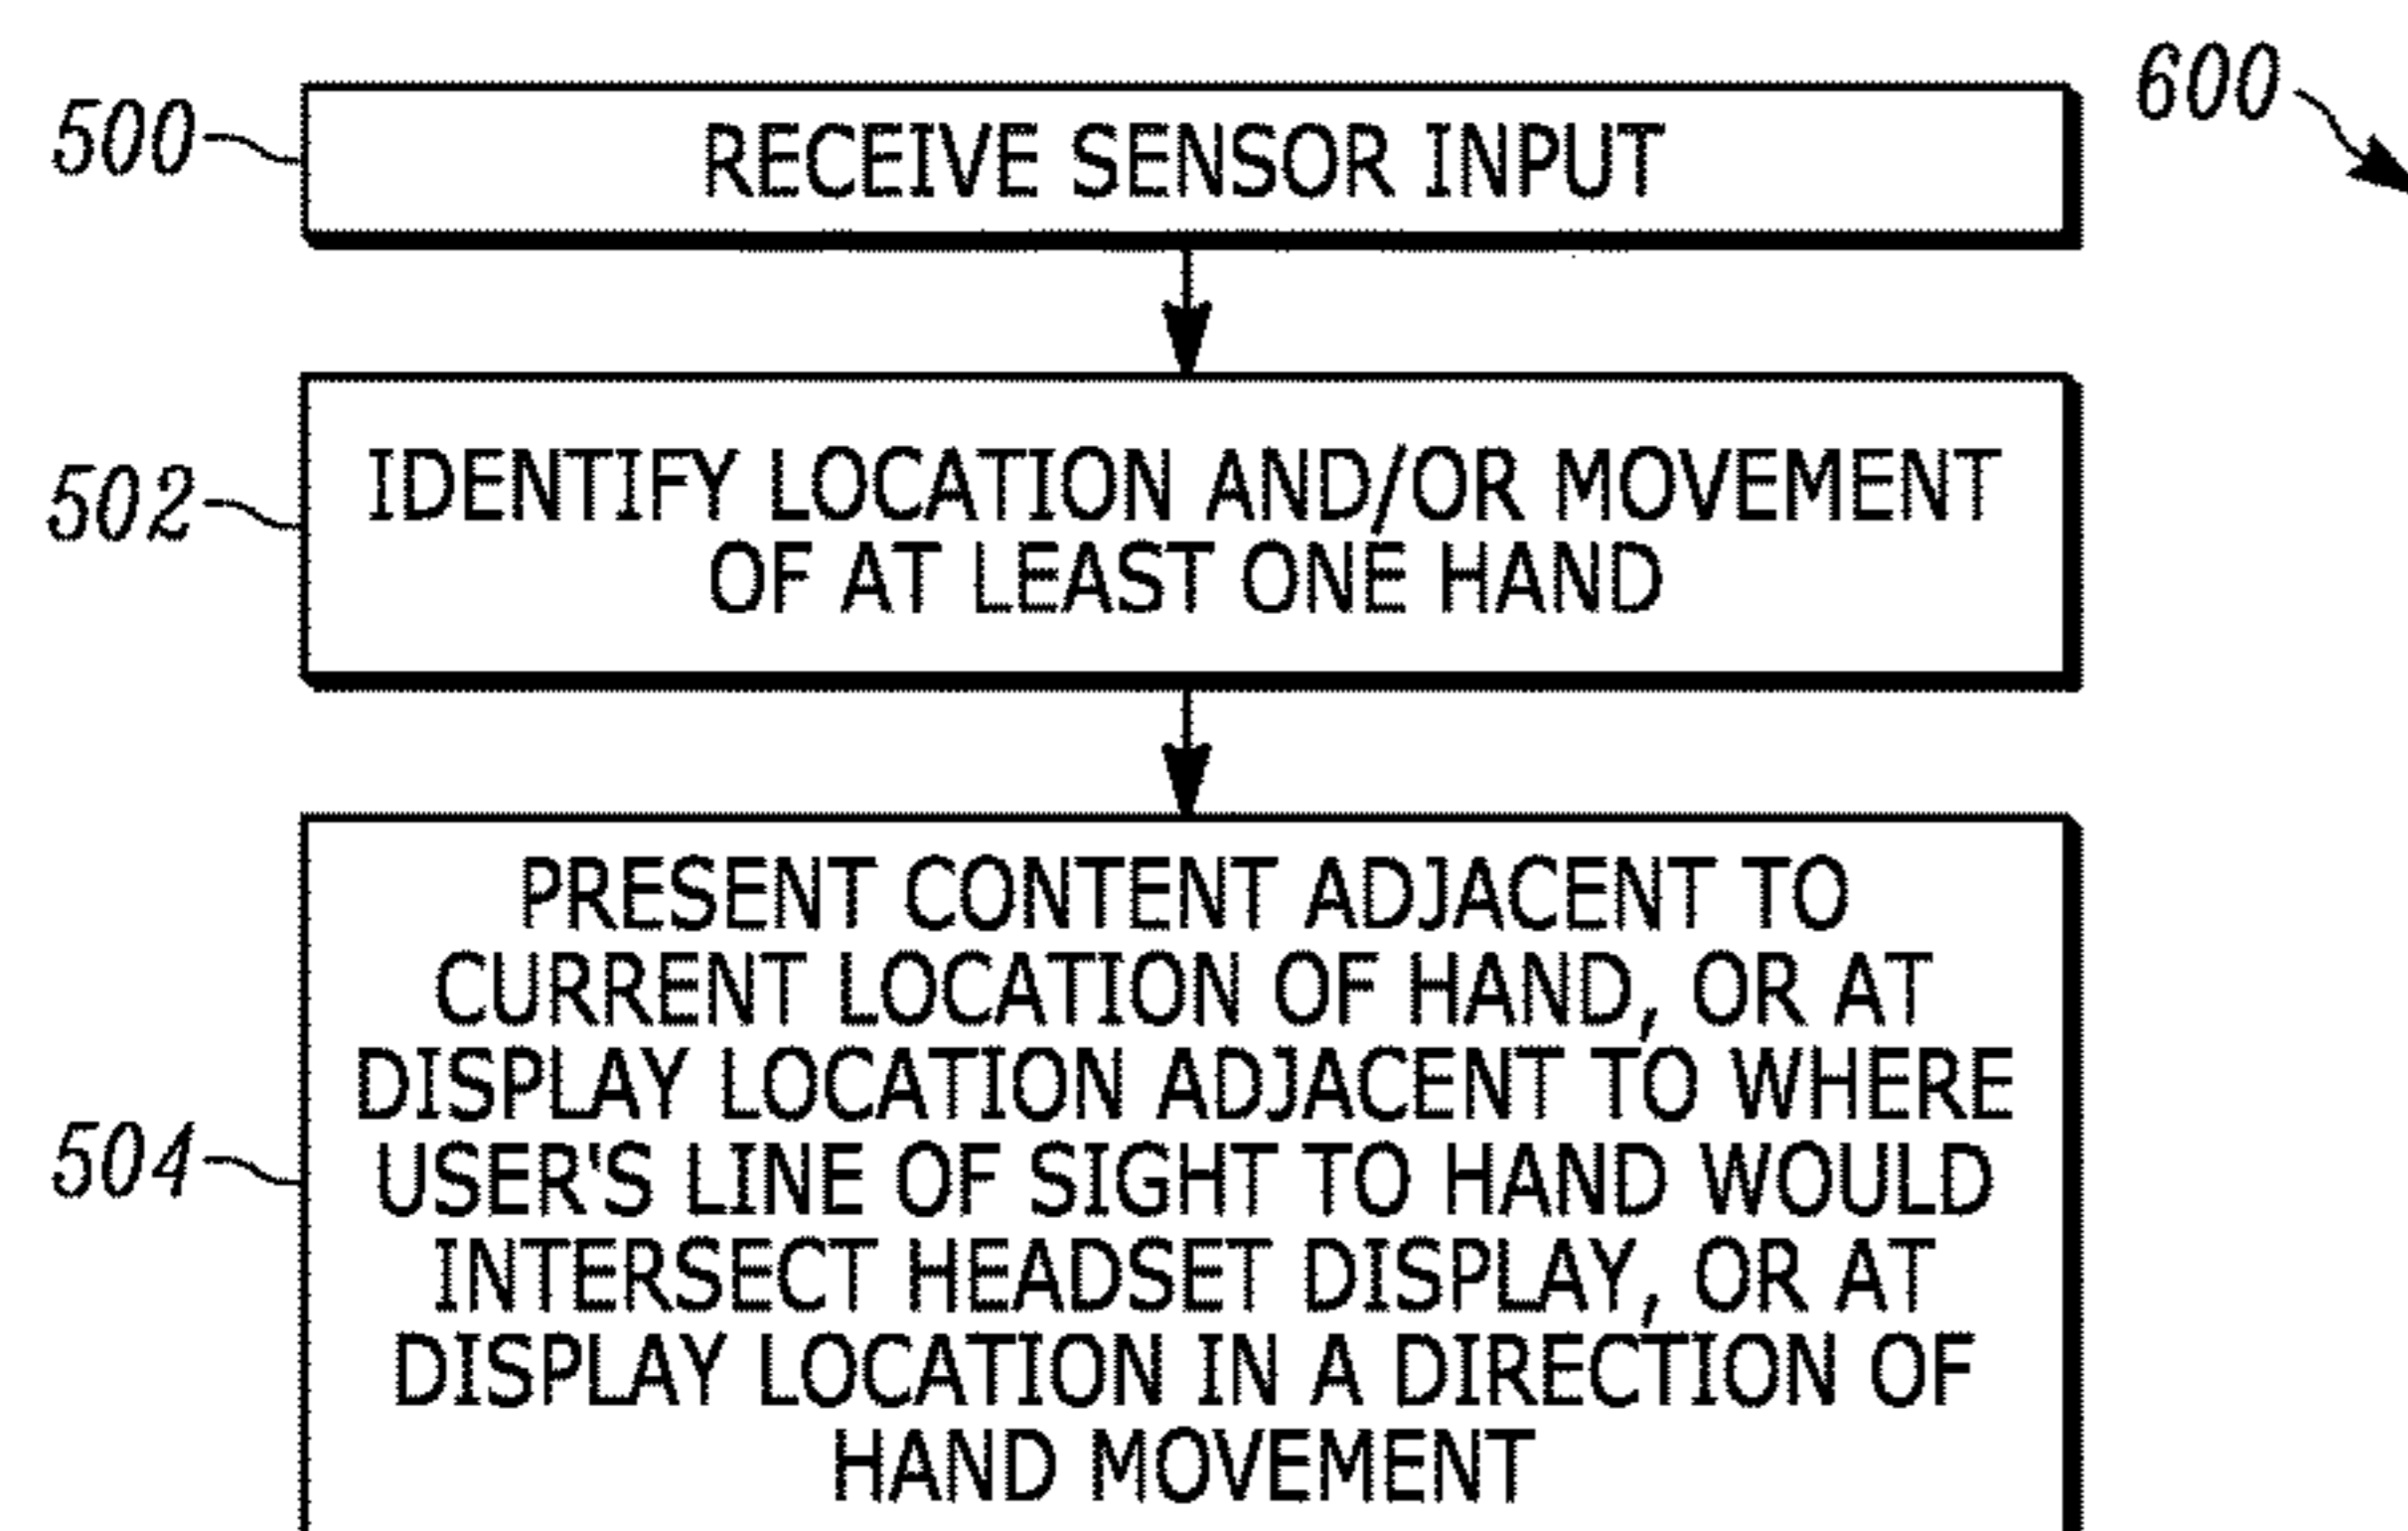 600
500
RECEIVE SENSOR INPUT
502
IDENTIFY LOCATION AND/OR MOVEMENT
OF AT LEAST ONE HAND
504
PRESENT CONTENT ADJACENT TO
CURRENT LOCATION OF HAND, OR AT
DISPLAY LOCATION ADJACENT TO WHERE
USER'S LINE OF SIGHT TO HAND WOULD
INTERSECT HEADSET DISPLAY, OR AT
DISPLAY LOCATION IN A DIRECTION OF
HAND MOVEMENT